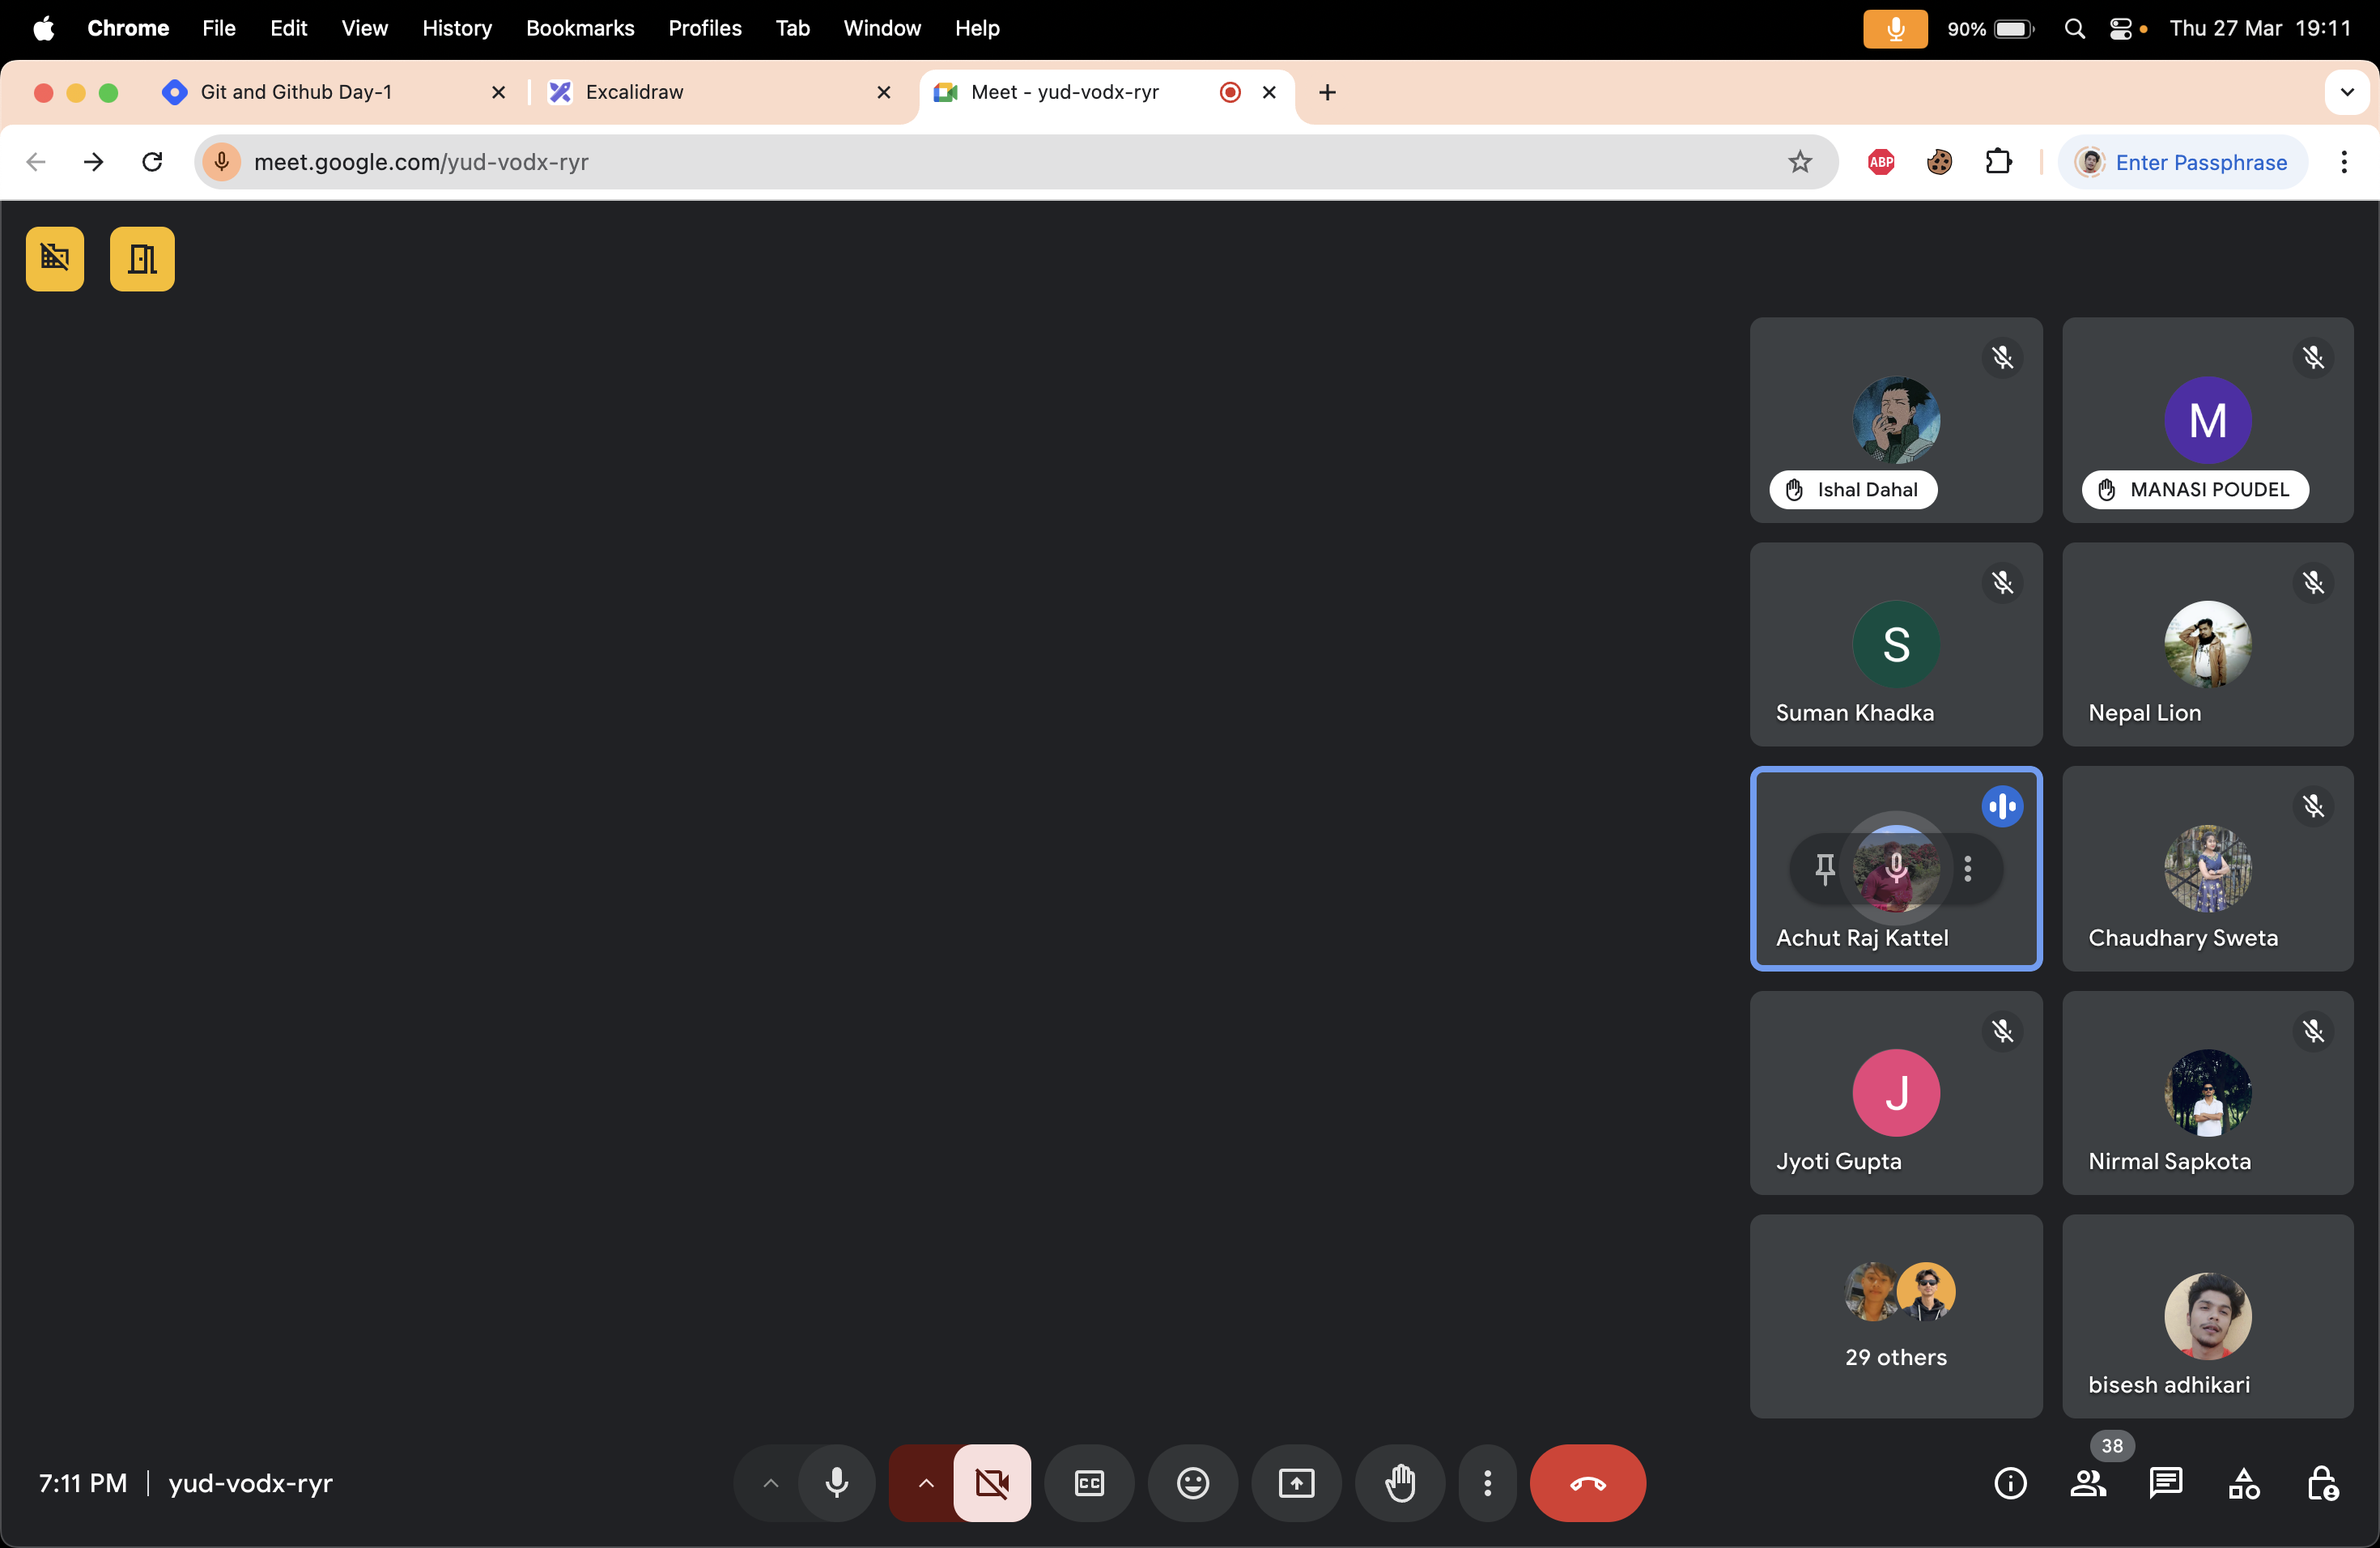 Chrome File Edit View History Bookmarks Profiles Tab Window Help 90% Thu 27 Mar 19:11
Git and Github Day-1 Excalidraw Meet - yud-vodx-ryr
meet.google.com/yud-vodx-ryr ABP Enter Passphrase
M
Ishal Dahal MANASI POUDEL
S
Suman Khadka Nepal Lion
Achut Raj Kattel Chaudhary Sweta
J
Jyoti Gupta Nirmal Sapkota
29 others
bisesh adhikari
38
7:11 PM yud-vodx-ryr CC